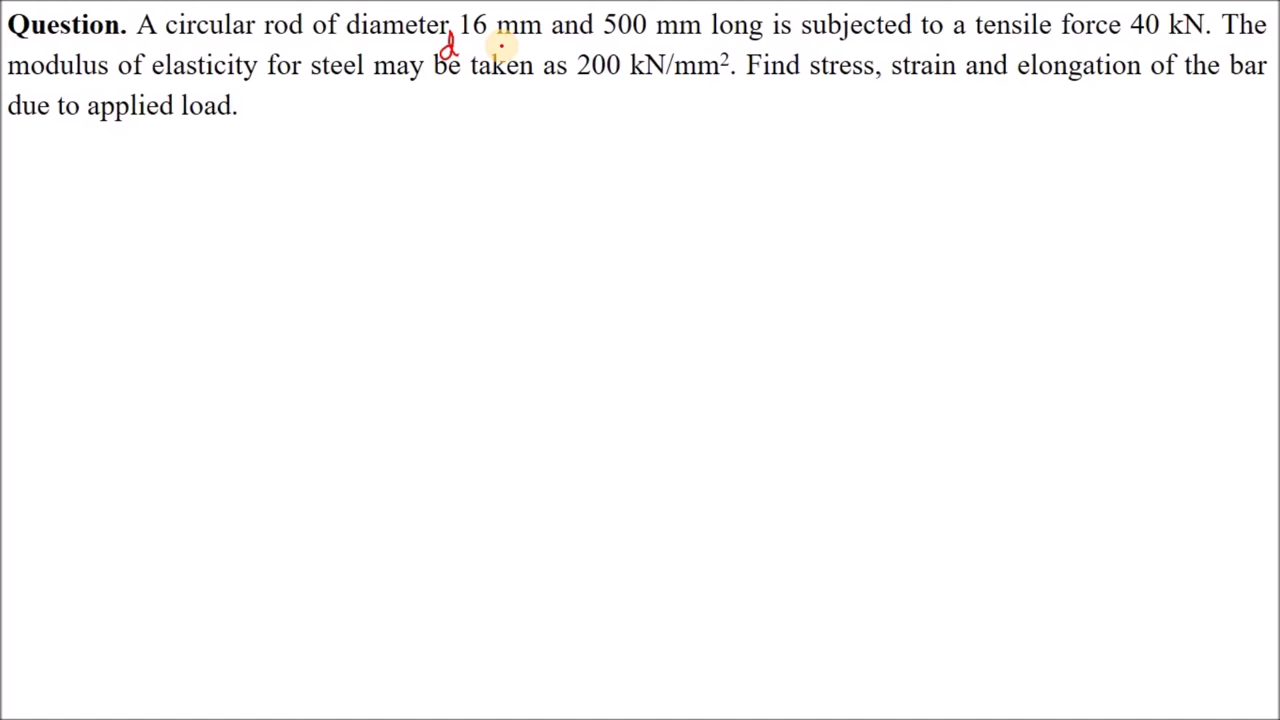 Question. A circular rod of diameter 16 mm and 500 mm long is subjected to a tensile force 40 kN. The
d
modulus of elasticity for steel may be taken as 200 kN/mm². Find stress, strain and elongation of the bar
due to applied load.